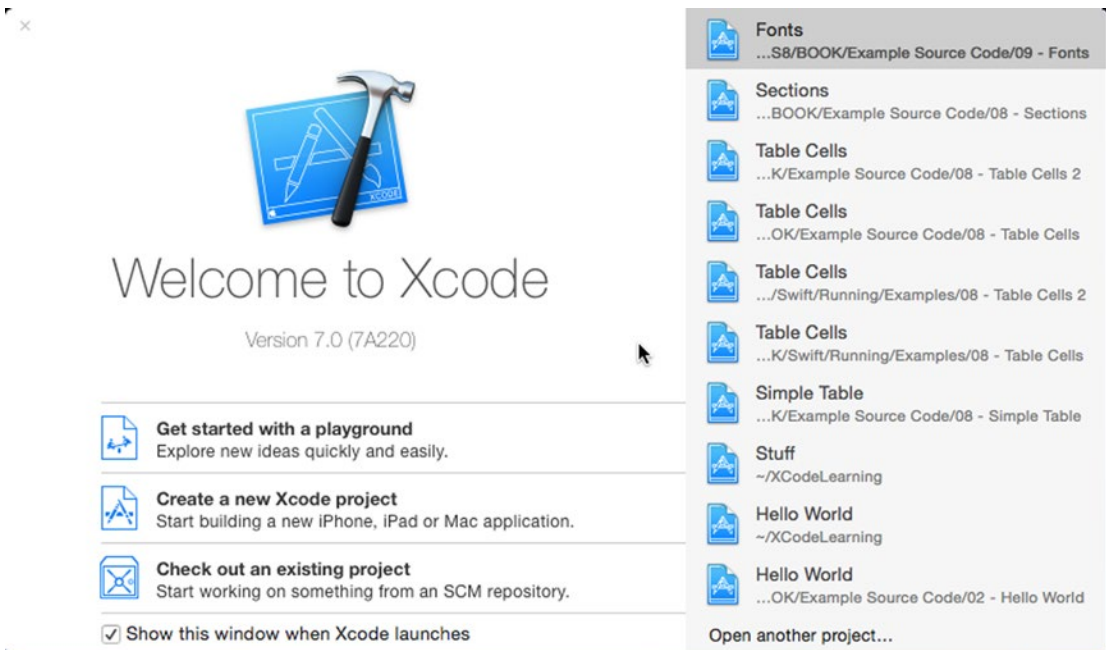 XCODE
Welcome to Xcode
Version 7.0 (7A220)
Get started with a playground
Explore new ideas quickly and easily.
Create a new Xcode project
Start building a new iPhone, iPad or Mac application.
Check out an existing project
Start working on something from an SCM repository.
Show this window when Xcode launches
Fonts
...S8/BOOK/Example Source Code/09 - Fonts
Sections
...BOOK/Example Source Code/08 - Sections
Table Cells
...K/Example Source Code/08 - Table Cells 2
Table Cells
...OK/Example Source Code/08 - Table Cells
Table Cells
.../Swift/Running/Examples/08 - Table Cells 2
Table Cells
...K/Swift/Running/Examples/08 - Table Cells
Simple Table
...K/Example Source Code/08 - Simple Table
Stuff
~/XCodeLearning
Hello World
~/XCodeLearning
Hello World
...OK/Example Source Code/02 - Hello World
Open another project...